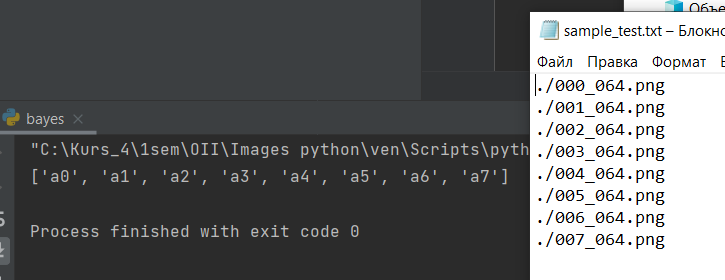 Объе
sample_test.txt – Блокно
Файл Правка Формат
./000_064.png
./001_064.png
./002_064.png
./003_064.png
./004_064.png
./005_064.png
./006_064.png
./007_064.png
bayes
"C:\Kurs_4\1sem\OII\Images python\ven\Scripts\pyth
['a0', 'a1', 'a2', 'a3', 'a4', 'a5', 'a6', 'a7']
Process finished with exit code 0